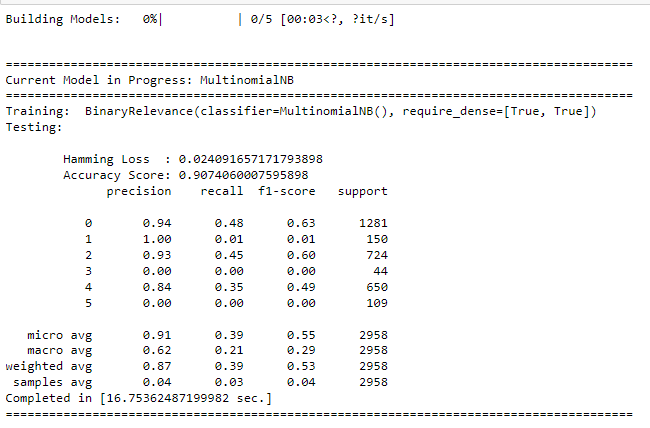 Building Models:   0%|          | 0/5 [00:03<?, ?it/s]
=======================================================================================
Current Model in Progress: MultinomialNB
=======================================================================================
Training:  BinaryRelevance(classifier=MultinomialNB(), require_dense=[True, True])
Testing:
Hamming Loss  : 0.024091657171793898
Accuracy Score: 0.9074060007595898
precision    recall  f1-score   support
0       0.94      0.48      0.63      1281
1       1.00      0.01      0.01       150
2       0.93      0.45      0.60       724
3       0.00      0.00      0.00        44
4       0.84      0.35      0.49       650
5       0.00      0.00      0.00       109
micro avg       0.91      0.39      0.55      2958
macro avg       0.62      0.21      0.29      2958
weighted avg       0.87      0.39      0.53      2958
samples avg       0.04      0.03      0.04      2958
Completed in [16.75362487199982 sec.]
=======================================================================================